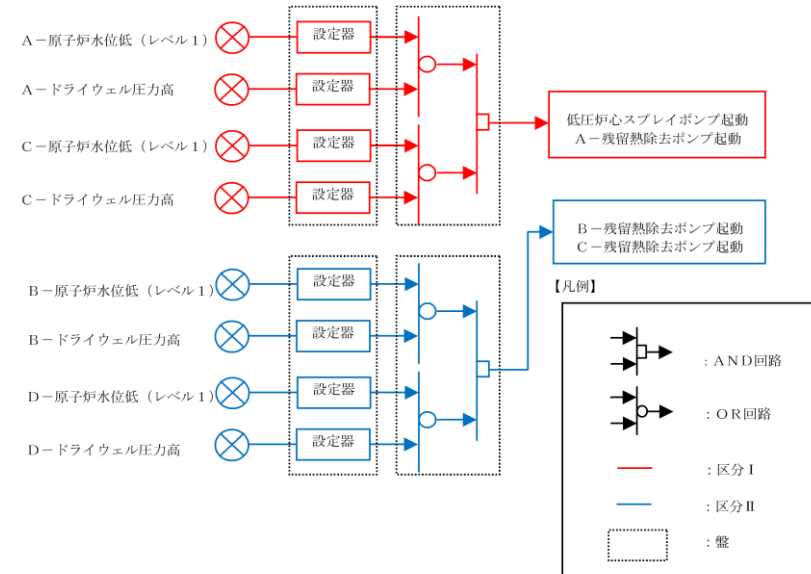 A－原子炉水位低（レベル１）
設定器
A－ドライウェル圧力高
設定器
C－原子炉水位低（レベル１）
設定器
C－ドライウェル圧力高
設定器
低圧炉心スプレイポンプ起動
A－残留熱除去ポンプ起動
B－残留熱除去ポンプ起動
C－残留熱除去ポンプ起動
B－原子炉水位低（レベル１）
設定器
B－ドライウェル圧力高
設定器
D－原子炉水位低（レベル１）
設定器
D－ドライウェル圧力高
設定器
【凡例】
：AND回路
：OR回路
：区分Ⅰ
：区分Ⅱ
：盤